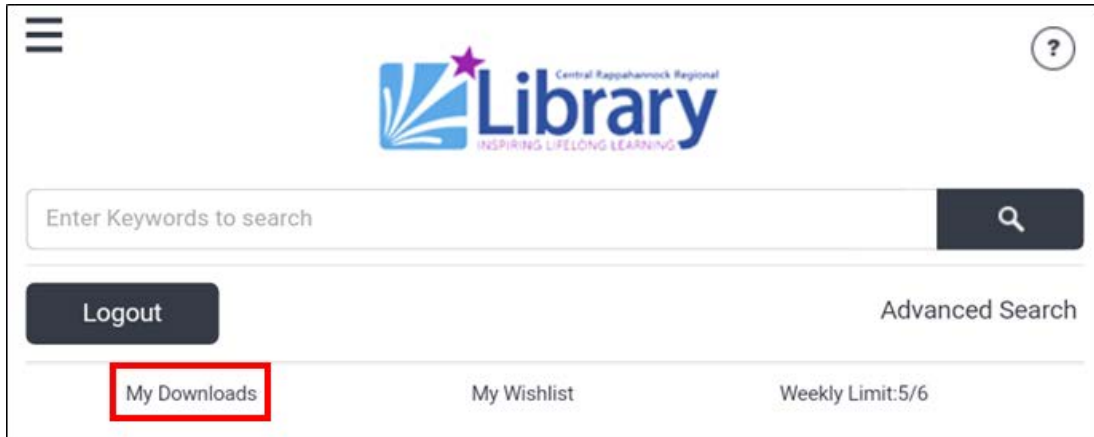 ?
Central Rappahannock Regional
Library
INSPIRING LIFELONG LEARNING
Enter Keywords to search
Logout
Advanced Search
My Downloads
My Wishlist
Weekly Limit:5/6